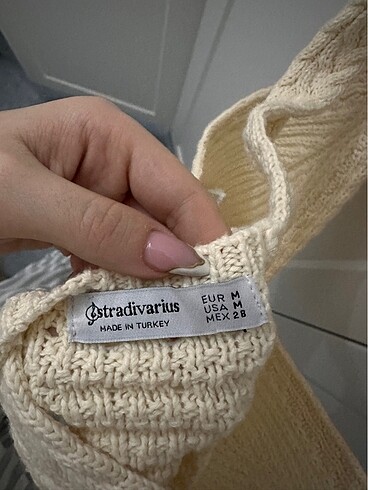 stradivarius
MADE IN TURKEY
EUR M
USA M
MEX 28